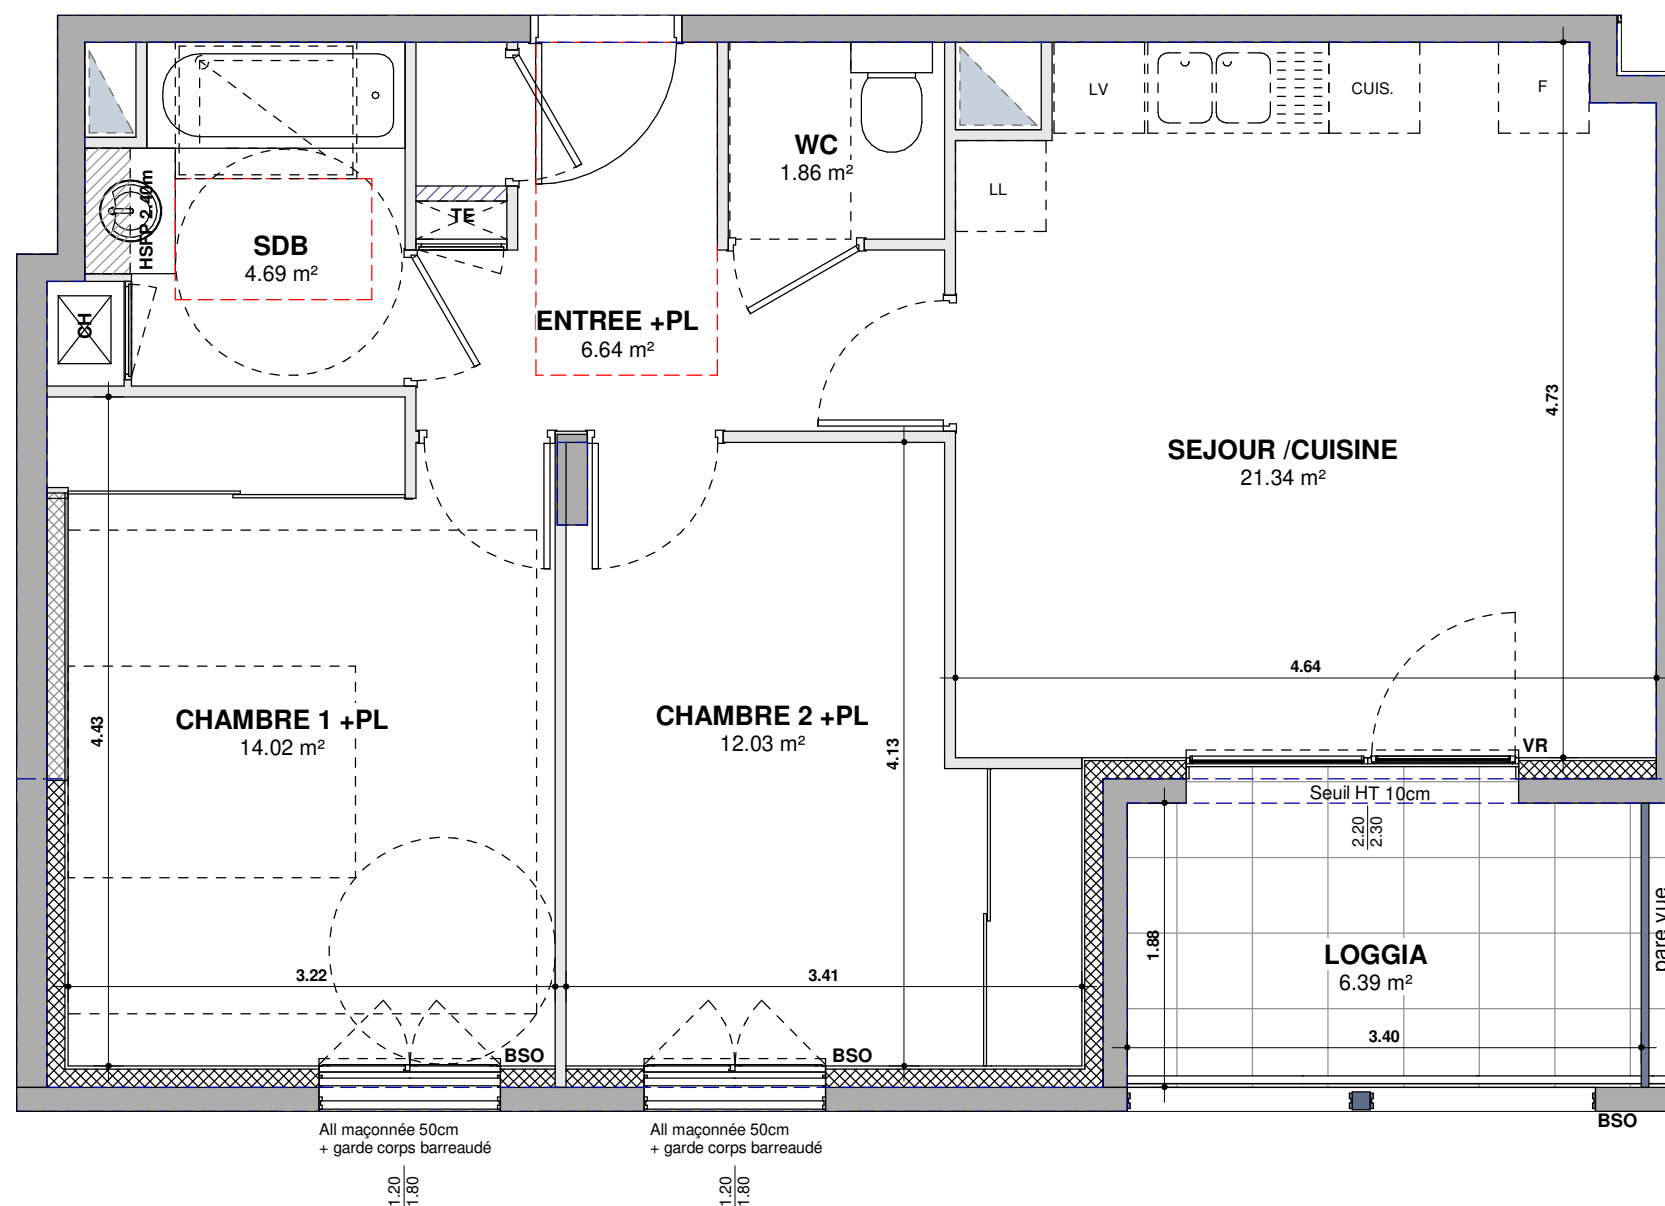 LV
CUIS.
F
WC
1.86 m²
LL
HSFP 2.40m
TE
SDB
4.69 m²
CH
ENTREE +PL
6.64 m²
4.73
SEJOUR /CUISINE
21.34 m²
4.64
4.43
CHAMBRE 1 +PL
14.02 m²
CHAMBRE 2 +PL
12.03 m²
4.13
VR
Seuil HT 10cm
2.20
2.30
pare vue
1.88
LOGGIA
6.39 m²
3.22
3.41
3.40
BSO
BSO
BSO
All maçonnée 50cm
+ garde corps barreaudé
All maçonnée 50cm
+ garde corps barreaudé
1.20
1.80
1.20
1.80